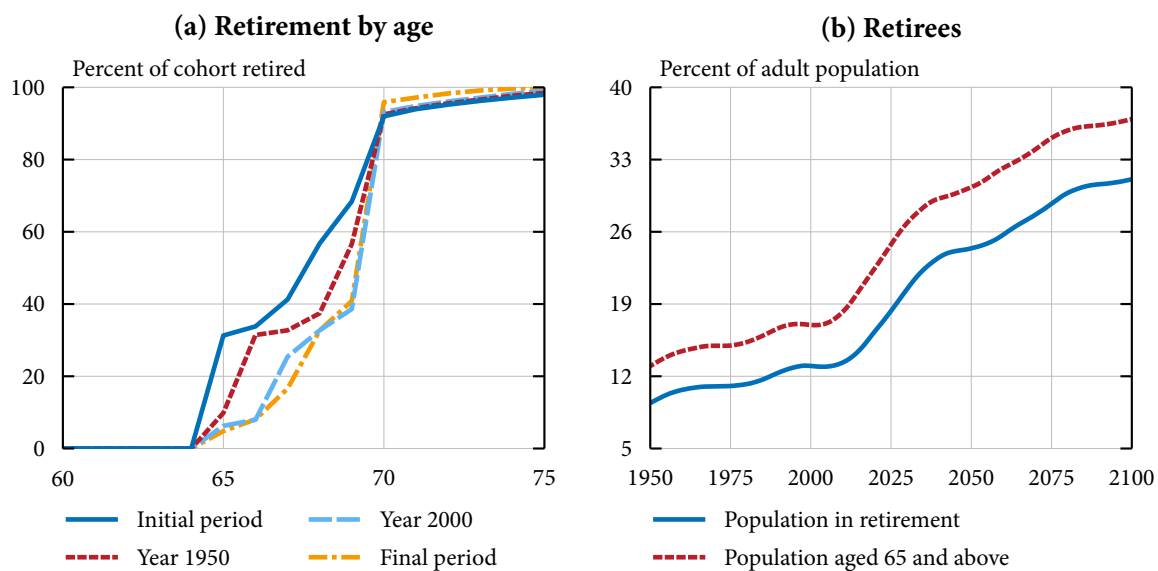 (a) Retirement by age
Percent of cohort retired
100
80
60
40
20
0
60 65 70 75
Initial period
Year 2000
Year 1950
Final period
(b) Retirees
Percent of adult population
40
33
26
19
12
5
1950 1975 2000 2025 2050 2075 2100
Population in retirement
Population aged 65 and above